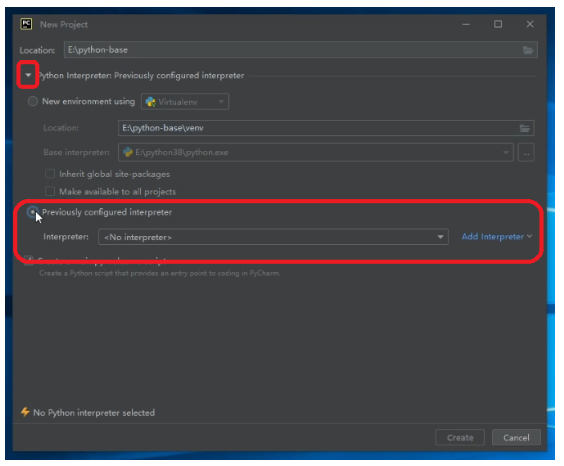 PC New Project
Location: E:\python-base
Python Interpreter: Previously configured interpreter
New environment using Virtualenv
Location: E:\python-base\venv
Base interpreter: E:\python38\python.exe ...
Inherit global site-packages
Make available to all projects
Previously configured interpreter
Interpreter: <No interpreter> Add Interpreter
Create a Python script that provides an entry point to coding in PyCharm.
No Python interpreter selected
Create Cancel